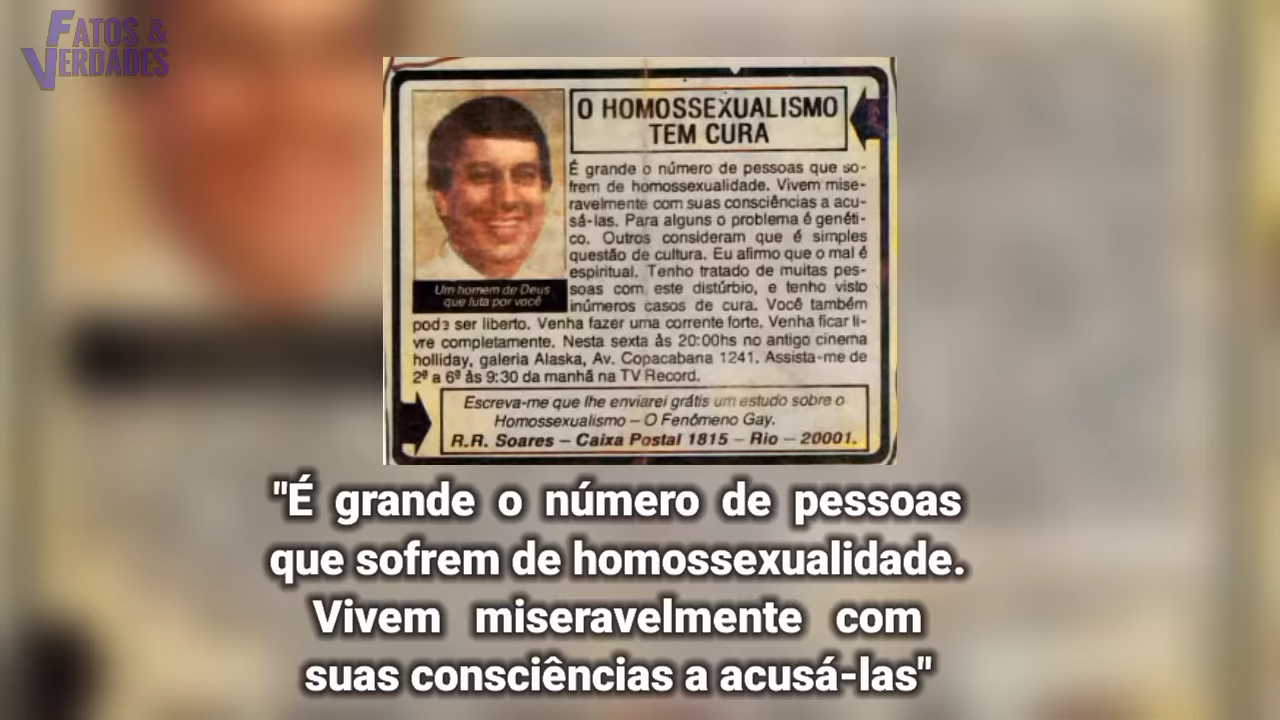 FATOS &
VERDADES
O HOMOSSEXUALISMO
TEM CURA
É grande o número de pessoas que so-
frem de homossexualidade. Vivem mise-
ravelmente com suas consciências a acu-
sá-las. Para alguns o problema é genéti-
co. Outros consideram que é simples
questão de cultura. Eu afirmo que o mal é
espiritual. Tenho tratado de muitas pes-
soas com este distúrbio, e tenho visto
inúmeros casos de cura. Você também
Um homem de Deus
que luta por você
pode ser liberto. Venha fazer uma corrente forte. Venha ficar li-
vre completamente. Nesta sexta às 20:00hs no antigo cinema
holliday, galeria Alaska, Av. Copacabana 1241. Assista-me de
2ª a 6ª às 9:30 da manhã na TV Record.
Escreva-me que lhe enviarei grátis um estudo sobre o
Homossexualismo – O Fenômeno Gay.
R.R. Soares – Caixa Postal 1815 – Rio – 20001.
"É grande o número de pessoas
que sofrem de homossexualidade.
Vivem miseravelmente com
suas consciências a acusá-las"